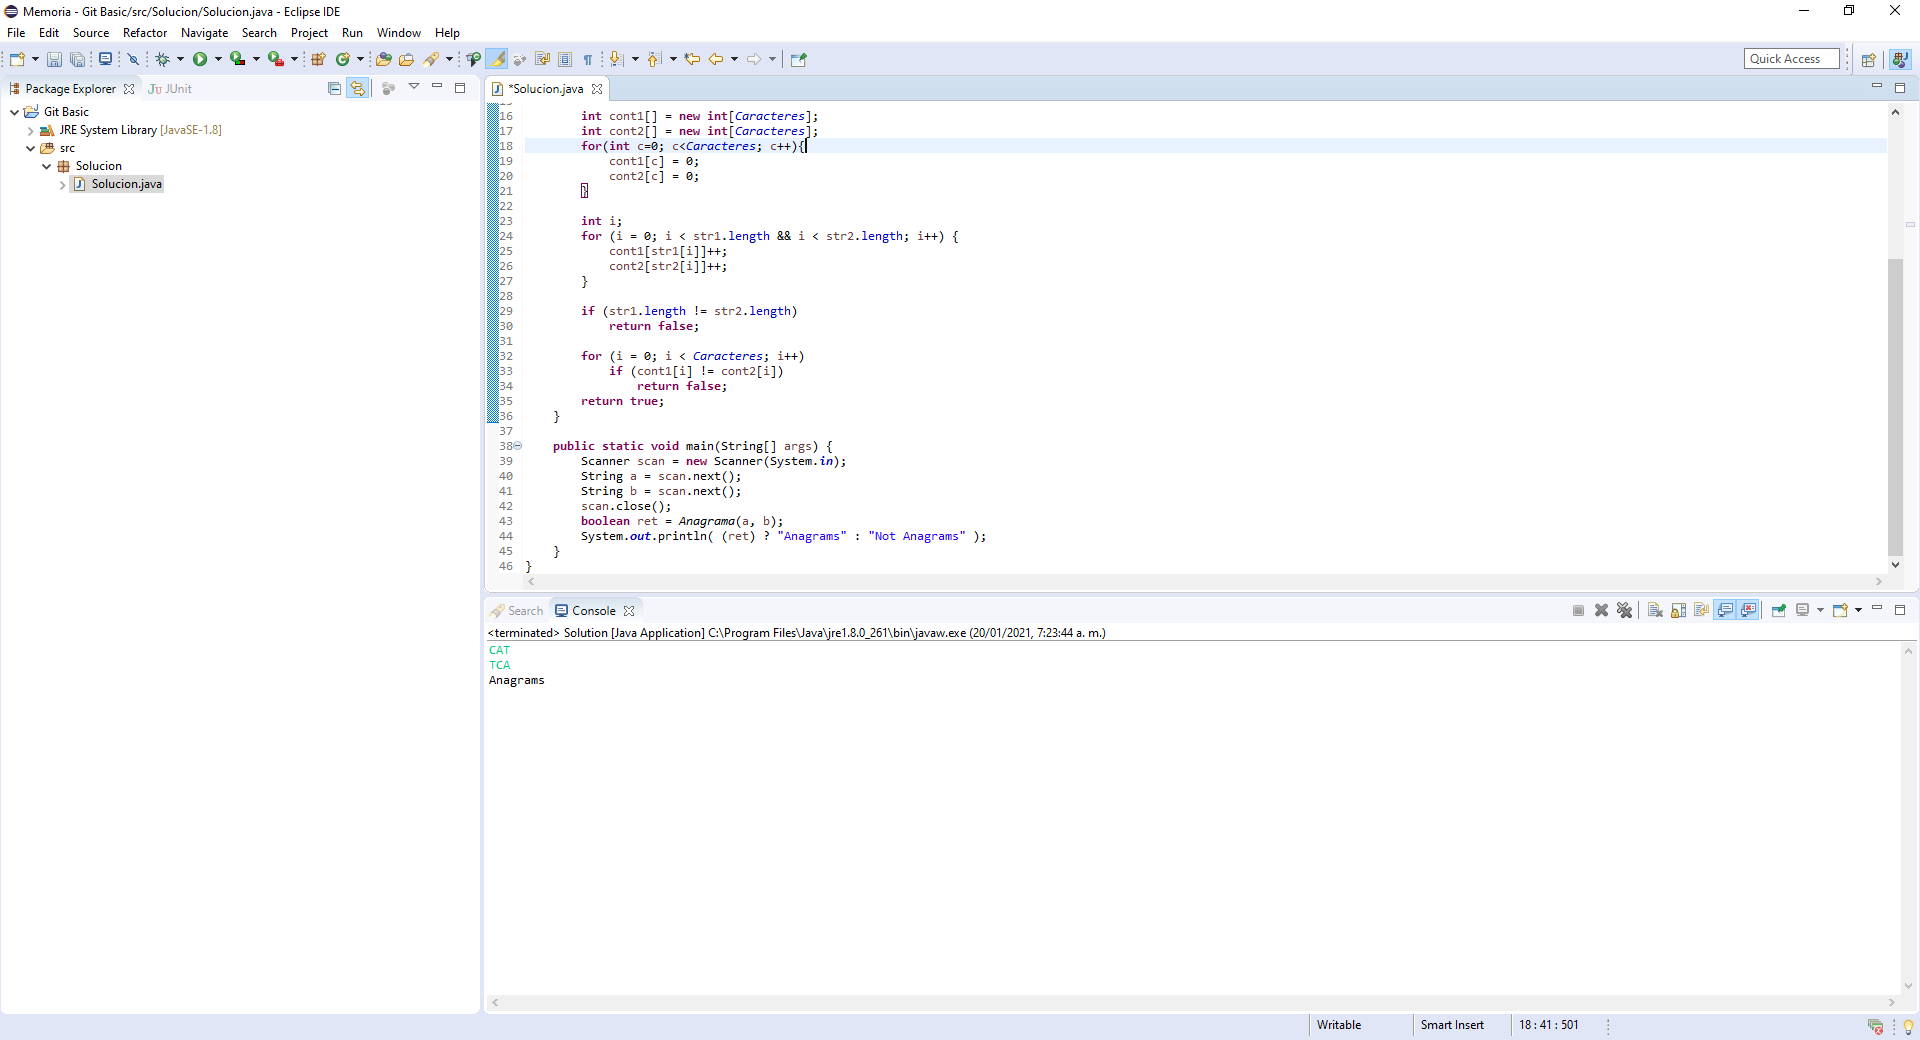 Memoria - Git Basic/src/Solucion/Solucion.java - Eclipse IDE
File Edit Source Refactor Navigate Search Project Run Window Help
Quick Access
Package Explorer
JUnit
Git Basic
JRE System Library [JavaSE-1.8]
src
Solucion
Solucion.java
*Solucion.java
16 int cont1[] = new int[Caracteres];
17 int cont2[] = new int[Caracteres];
18 for(int c=0; c<Caracteres; c++){
19 cont1[c] = 0;
20 cont2[c] = 0;
21 }
22
23 int i;
24 for (i = 0; i < str1.length && i < str2.length; i++) {
25 cont1[str1[i]]++;
26 cont2[str2[i]]++;
27 }
28
29 if (str1.length != str2.length)
30 return false;
31
32 for (i = 0; i < Caracteres; i++)
33 if (cont1[i] != cont2[i])
34 return false;
35 return true;
36 }
37
38 public static void main(String[] args) {
39 Scanner scan = new Scanner(System.in);
40 String a = scan.next();
41 String b = scan.next();
42 scan.close();
43 boolean ret = Anagrama(a, b);
44 System.out.println( (ret) ? "Anagrams" : "Not Anagrams" );
45 }
46 }
Search
Console
<terminated> Solution [Java Application] C:\Program Files\Java\jre1.8.0_261\bin\javaw.exe (20/01/2021, 7:23:44 a. m.)
CAT
TCA
Anagrams
Writable
Smart Insert
18 : 41 : 501